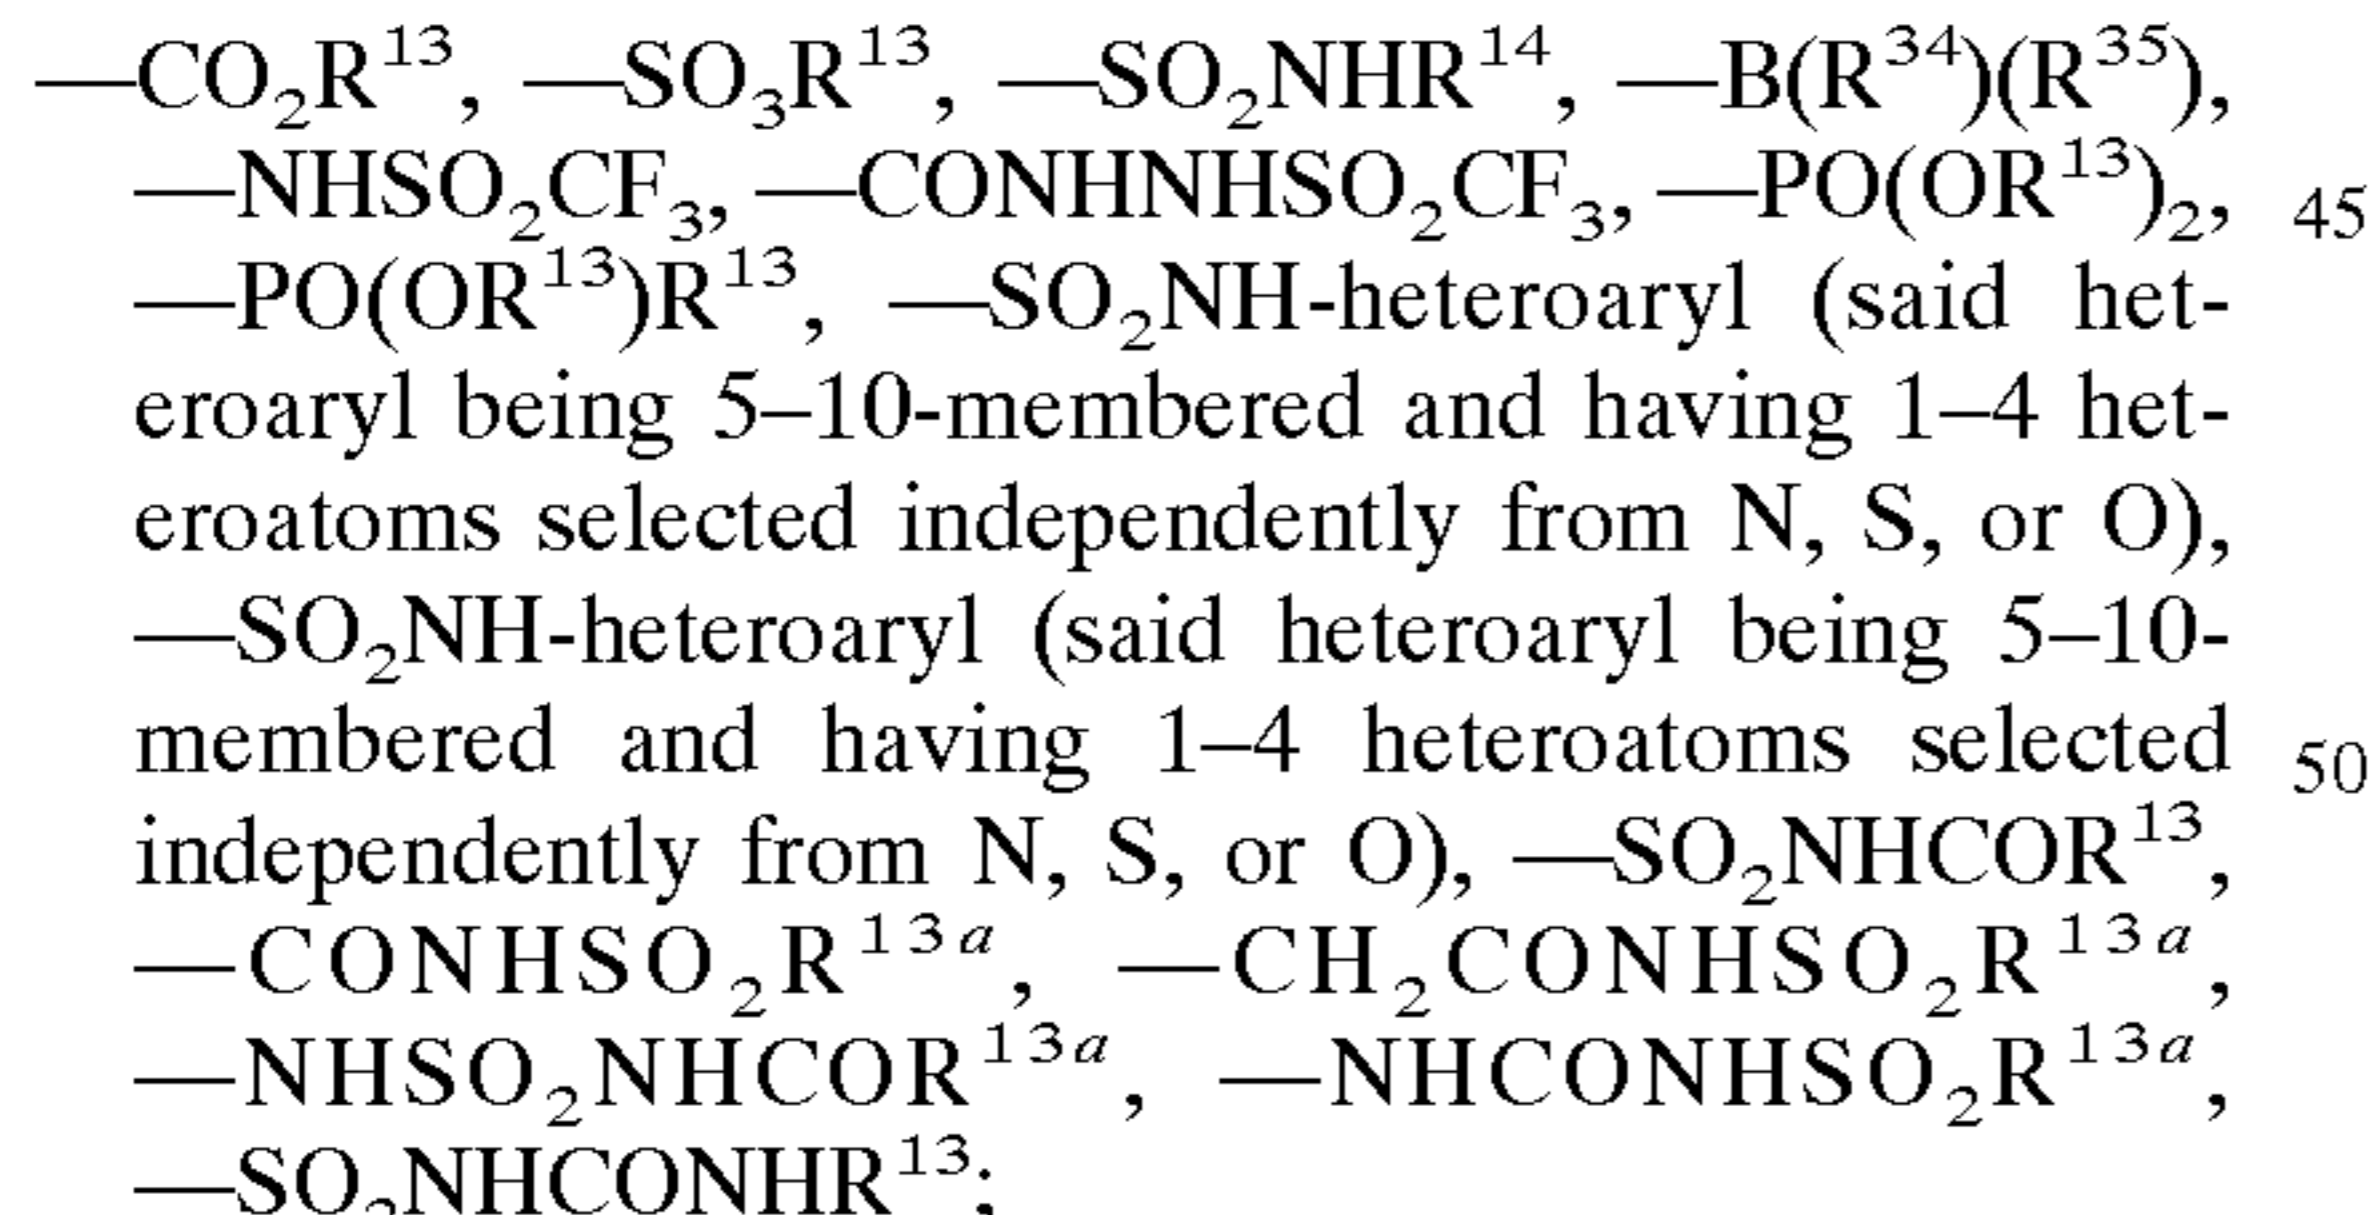 —CO₂R¹³, —SO₃R¹³, —SO₂NHR¹⁴, —B(R³⁴)(R³⁵),
—NHSO₂CF₃, —CONHNHSO₂CF₃, —PO(OR¹³)₂, 45
—PO(OR¹³)R¹³, —SO₂NH-heteroaryl (said het-
eroaryl being 5–10-membered and having 1–4 het-
eroatoms selected independently from N, S, or O),
—SO₂NH-heteroaryl (said heteroaryl being 5–10-
membered and having 1–4 heteroatoms selected 50
independently from N, S, or O), —SO₂NHCOR¹³,
—CONHSO₂R¹³ᵃ, —CH₂CONHSO₂R¹³ᵃ,
—NHSO₂NHCOR¹³ᵃ, —NHCONHSO₂R¹³ᵃ,
—SO₂NHCONHR¹³;